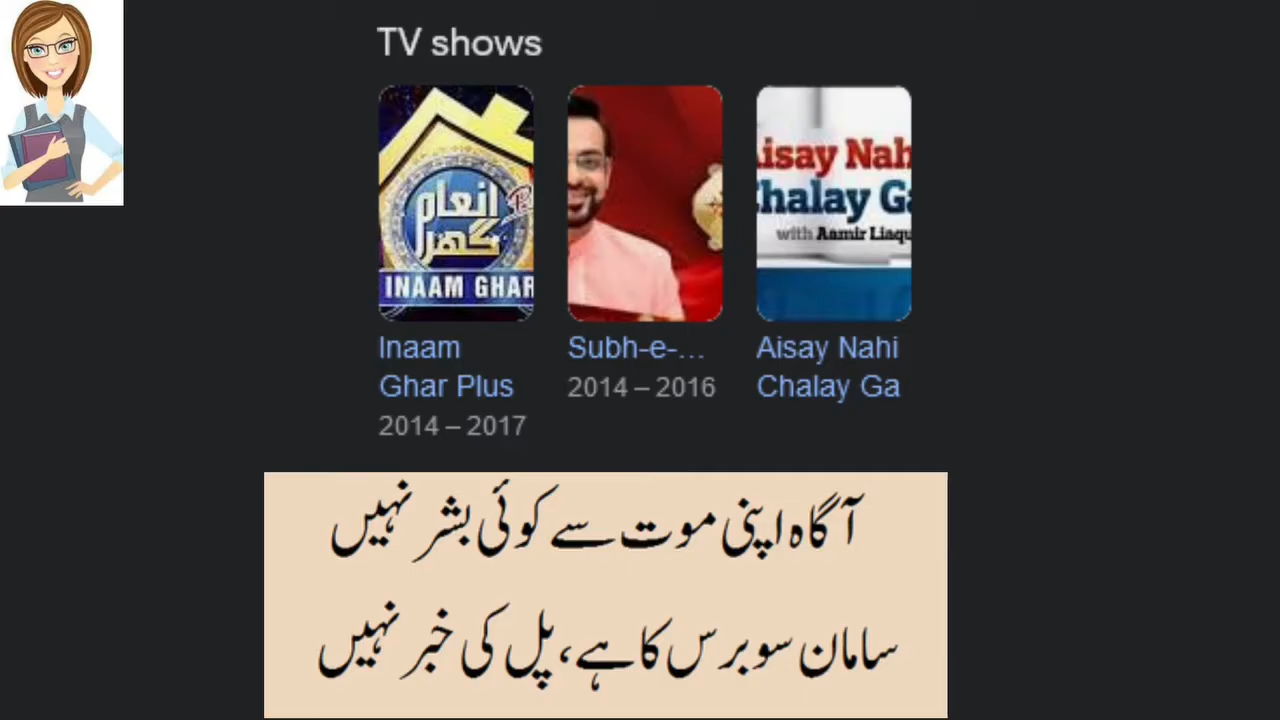 TV shows
انعام
گھر
INAAM GHAR
Aisay Nah
Chalay Ga
with Aamir Liaqu
Inaam
Ghar Plus
2014 – 2017
Subh-e-...
2014 – 2016
Aisay Nahi
Chalay Ga
آگاہ اپنی موت سے کوئی بشر نہیں
سامان سو برس کا ہے، پل کی خبر نہیں